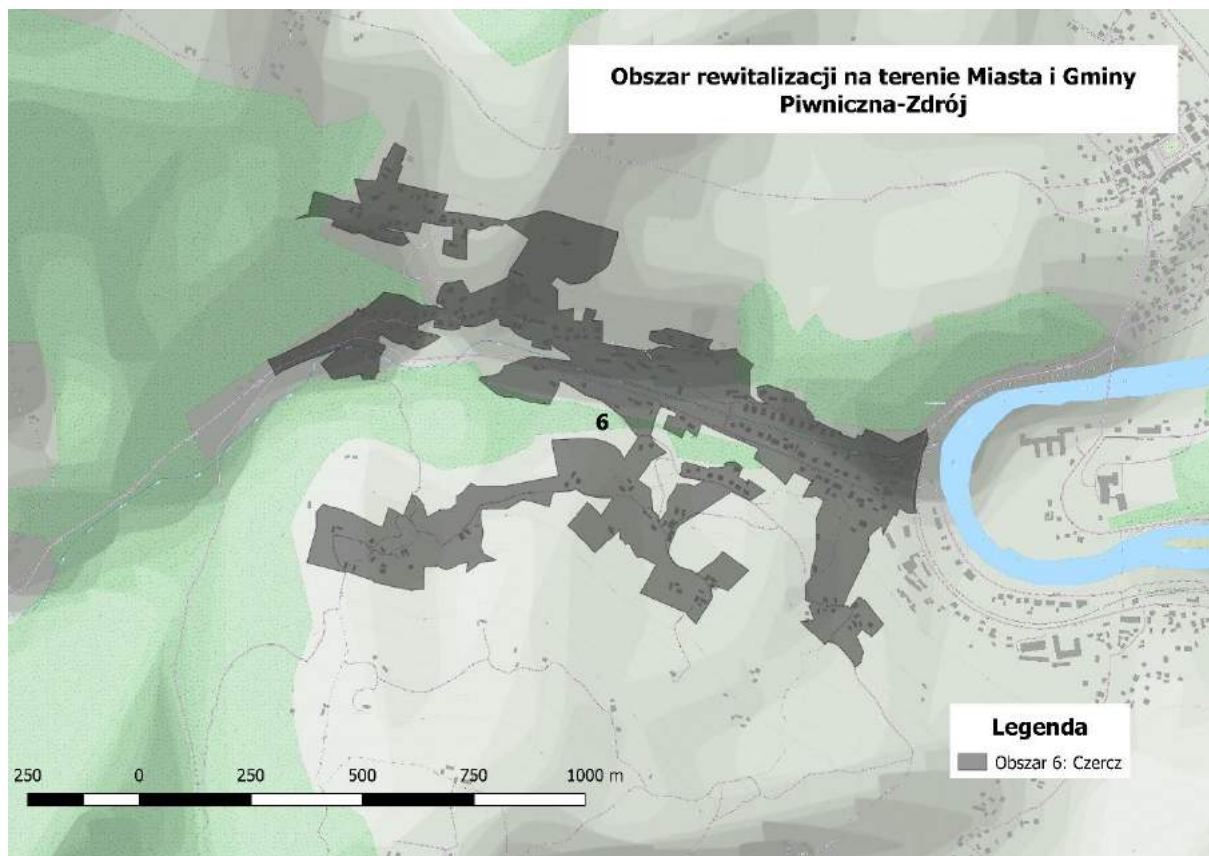 Obszar rewitalizacji na terenie Miasta i Gminy
Piwniczna-Zdrój
6
Legenda
Obszar 6: Czercz
250 0 250 500 750 1000 m